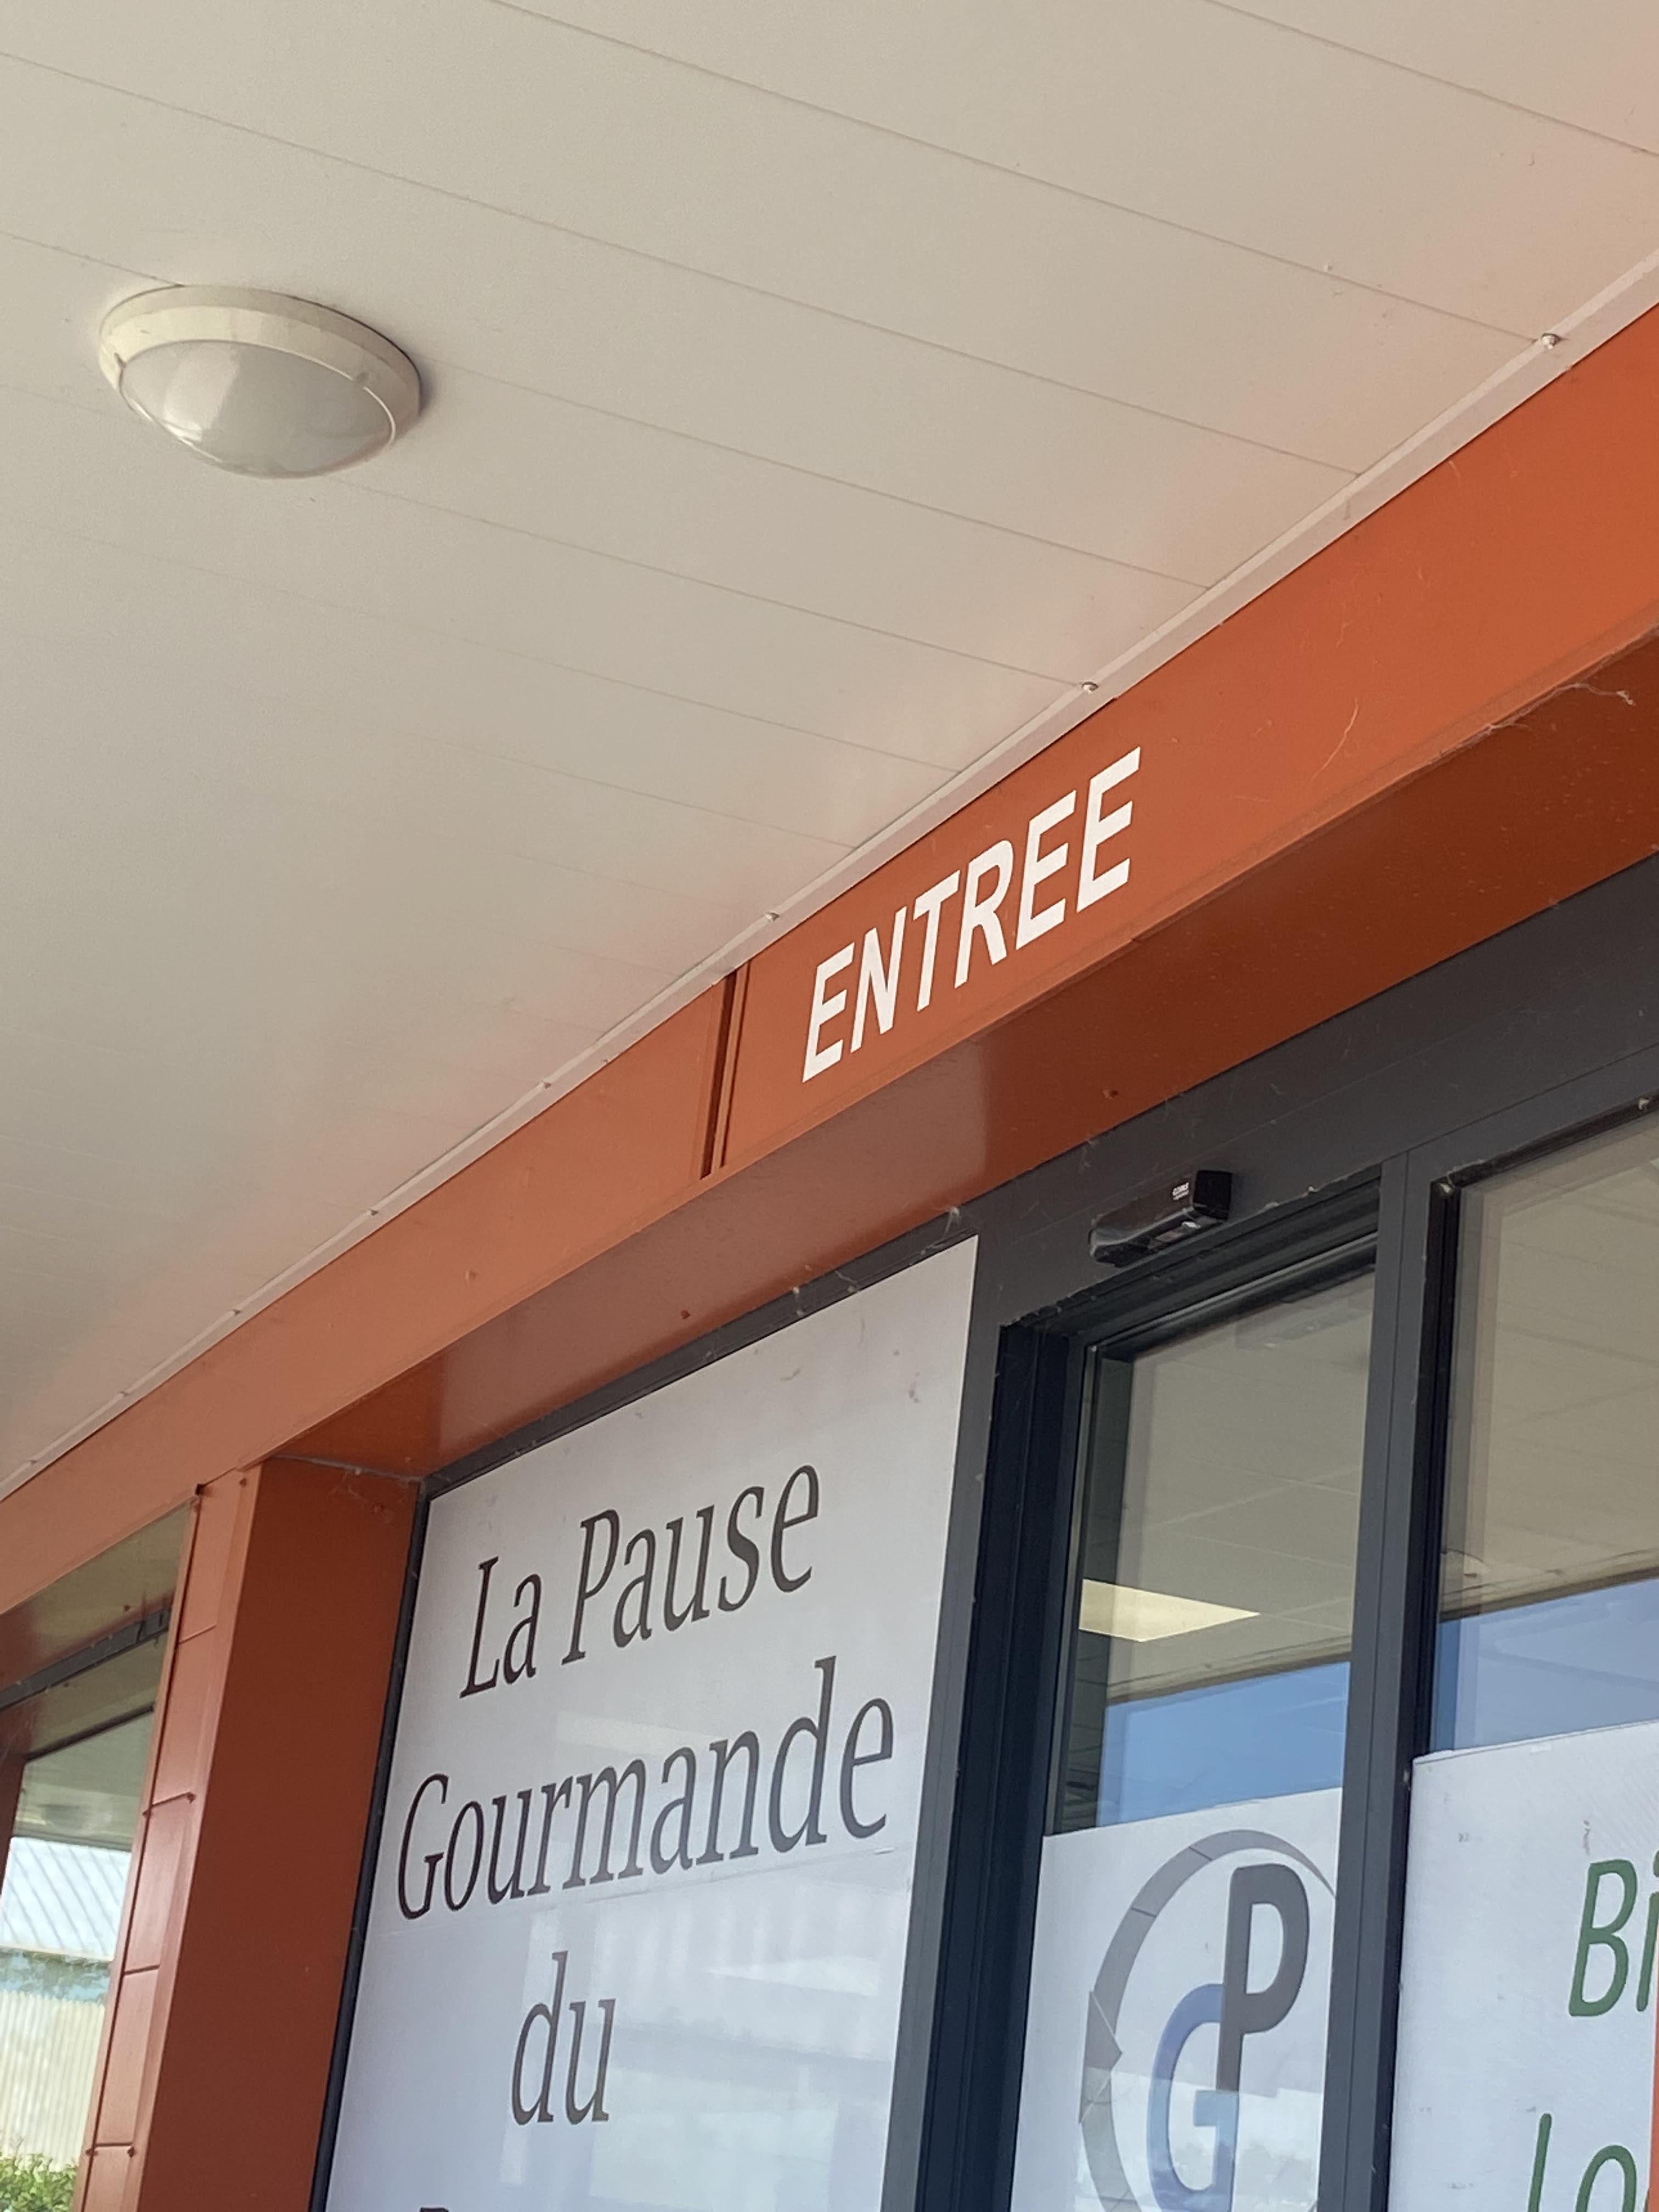 ENTREE
La Pause
Gourmande
du
GP